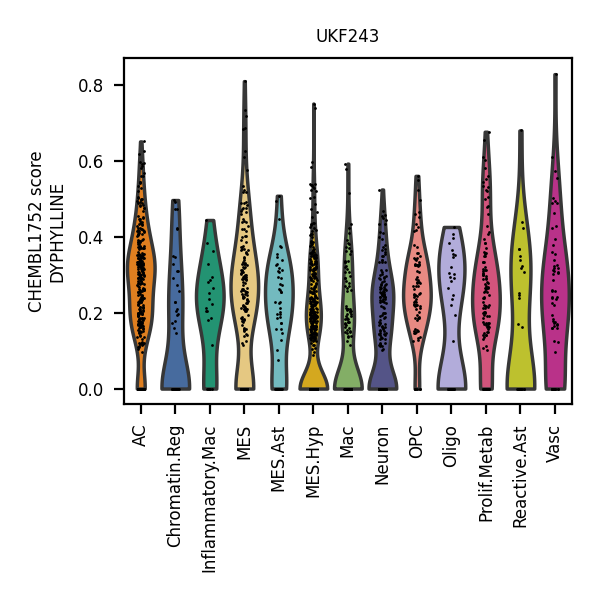 UKF243
CHEMBL1752 score
DYPHYLLINE
0.8
0.6
0.4
0.2
0.0
AC
Chromatin.Reg
Inflammatory.Mac
MES
MES.Ast
MES.Hyp
Mac
Neuron
OPC
Oligo
Prolif.Metab
Reactive.Ast
Vasc